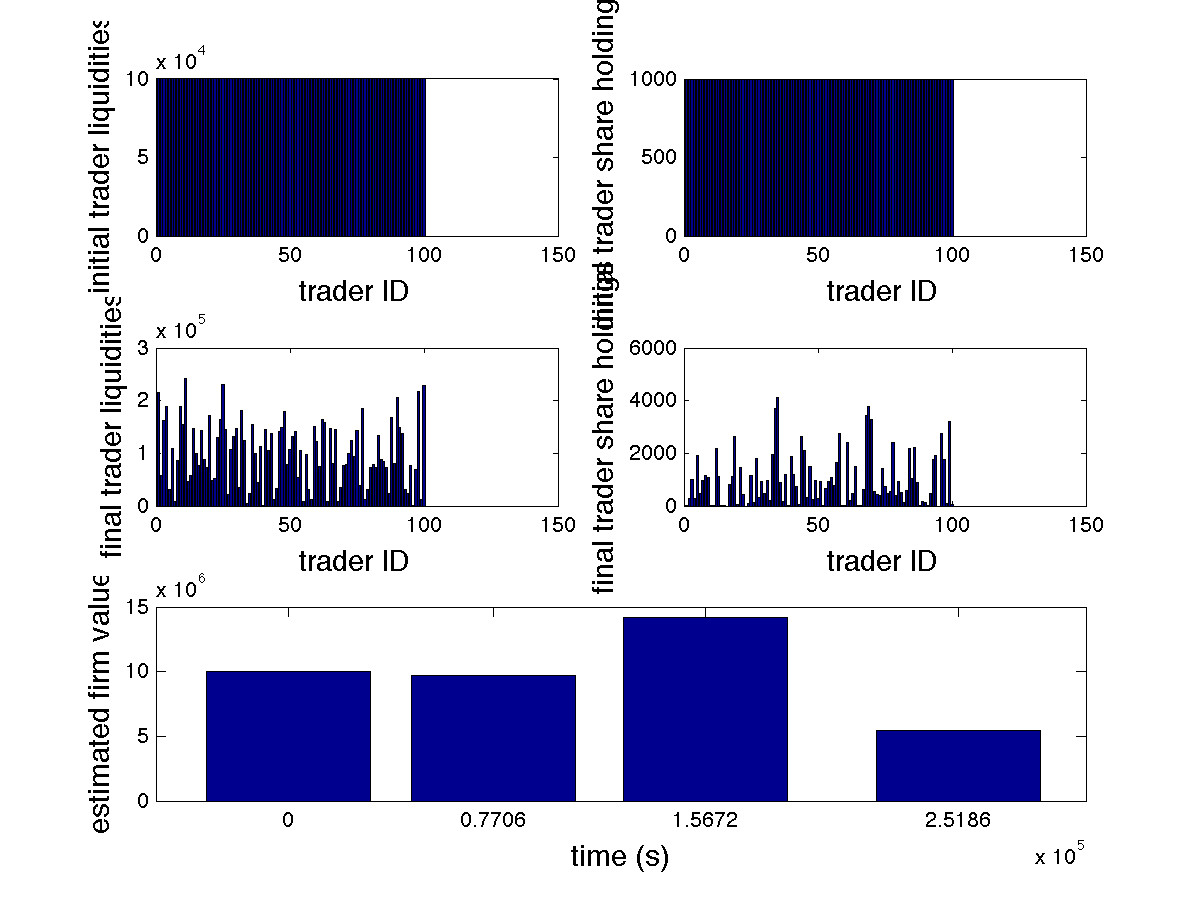 initial trader liquidities
x 10^4
10
5
0
0 50 100 150
trader ID
trader share holding
1000
500
0
0 50 100 150
trader ID
final trader liquidities
x 10^5
3
2
1
0
0 50 100 150
trader ID
final trader share holdings
6000
4000
2000
0
0 50 100 150
trader ID
estimated firm value
x 10^6
15
10
5
0
0 0.7706 1.5672 2.5186
time (s)
x 10^5